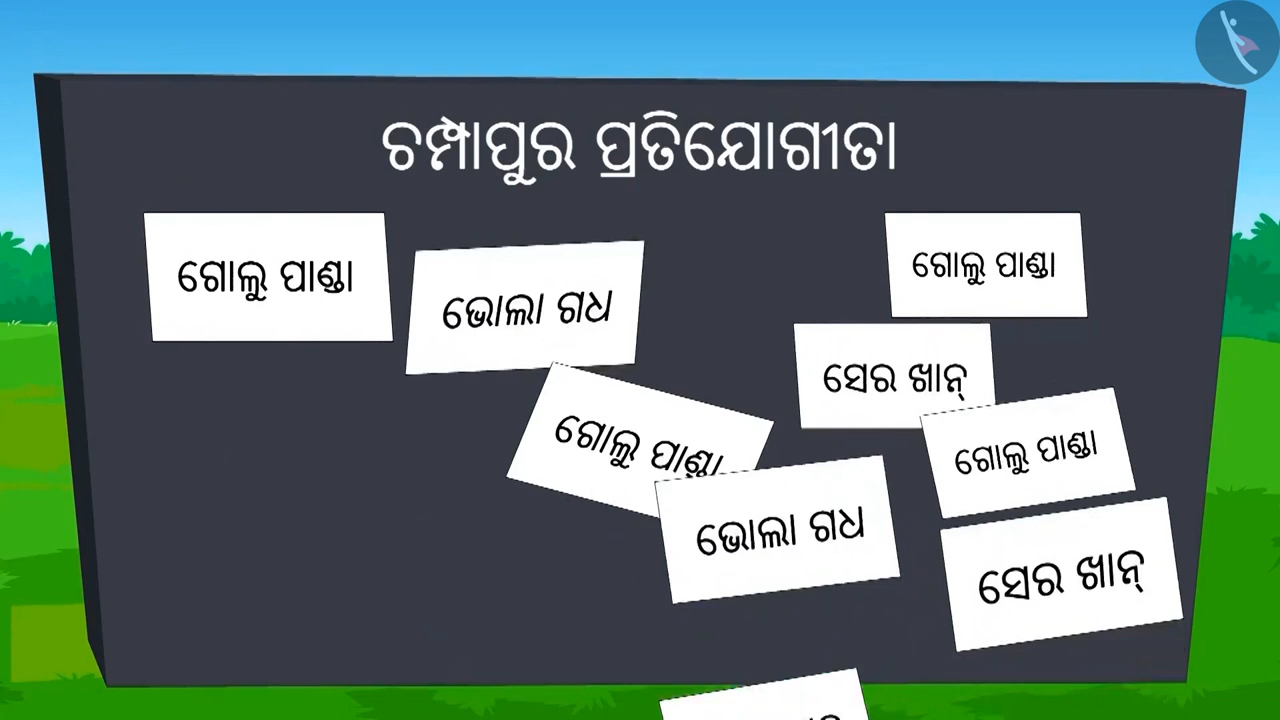 ଚମ୍ପାପୁର ପ୍ରତିଯୋଗୀତା
ଗୋଲୁ ପାଣ୍ଡା
ଭୋଲା ଗଧ
ଗୋଲୁ ପାଣ୍ଡା
ସେର ଖାନ୍
ଗୋଲୁ ପାଣ୍ଡା
ଗୋଲୁ ପାଣ୍ଡା
ଭୋଲା ଗଧ
ସେର ଖାନ୍